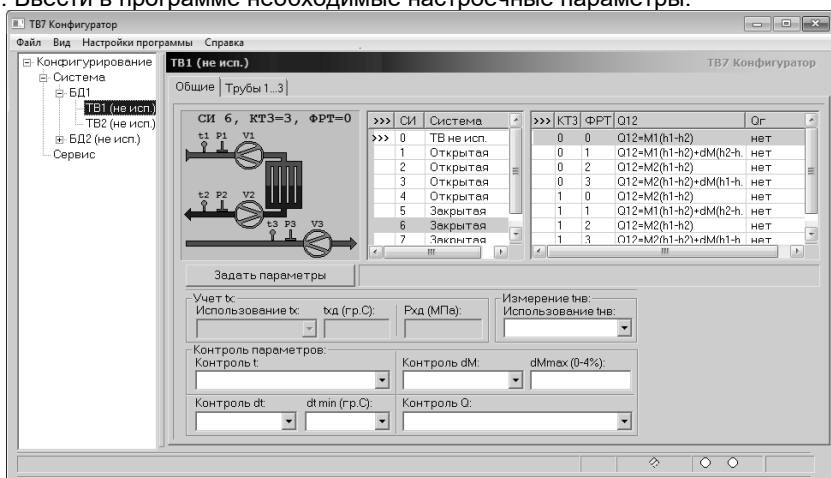 . Ввести в программе необходимые настроечные параметры.
ТВ7 Конфигуратор
Файл Вид Настройки программы Справка
Конфигурирование
Система
БД1
ТВ1 (не исп.)
ТВ2 (не исп.)
БД2 (не исп.)
Сервис
ТВ1 (не исп.) ТВ7 Конфигуратор
Общие Трубы 1...3
СИ 6, КТ3=3, ФРТ=0
t1 P1 V1
t2 P2 V2
t3 P3 V3
>>> СИ Система
>>> 0 ТВ не исп.
1 Открытая
2 Открытая
3 Открытая
4 Открытая
5 Закрытая
6 Закрытая
7 Закрытая
>>> КТ3 ФРТ Q12 Qг
0 0 Q12=M1(h1-h2) нет
0 1 Q12=M1(h1-h2)+dM(h2-h. нет
0 2 Q12=M2(h1-h2) нет
0 3 Q12=M2(h1-h2)+dM(h1-h. нет
1 0 Q12=M1(h1-h2) нет
1 1 Q12=M1(h1-h2)+dM(h2-h. нет
1 2 Q12=M2(h1-h2) нет
1 3 Q12=M2(h1-h2)+dM(h1-h. нет
Задать параметры
Учет tx:
Использование tx: txд (гр.С): Рхд (МПа):
Измерение tнв:
Использование tнв:
Контроль параметров:
Контроль t: Контроль dM: dMmax (0-4%):
Контроль dt: dt min (гр.С): Контроль Q: